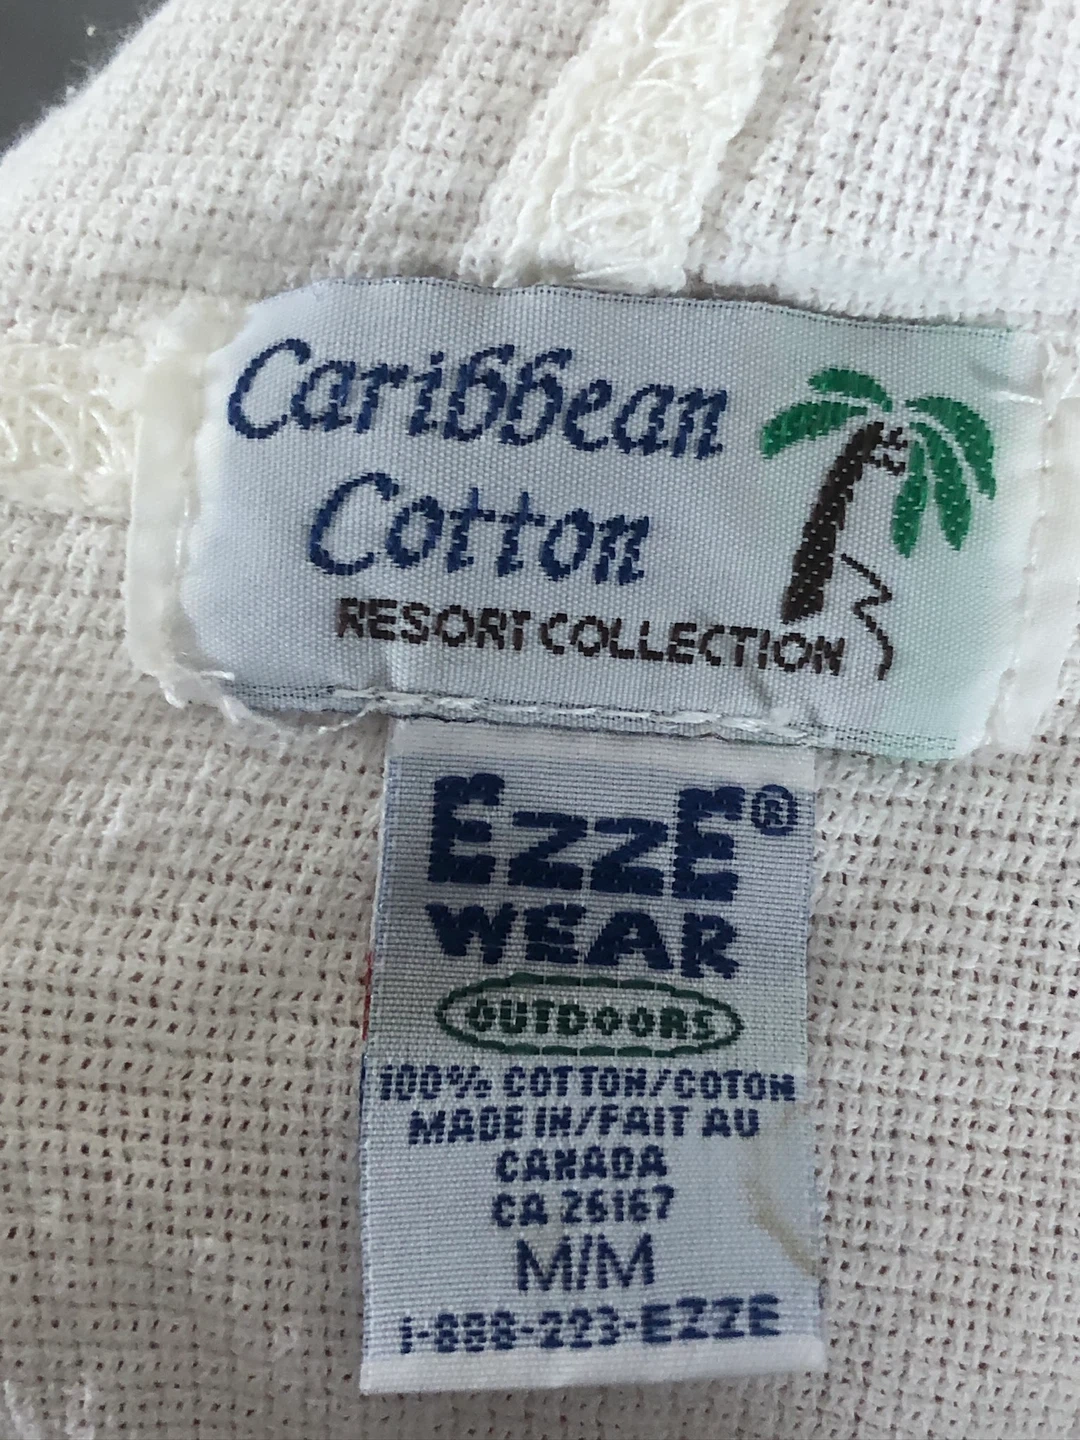 Caribbean
Cotton
RESORT COLLECTION
EZZE®
WEAR
OUTDOORS
100% COTTON/COTON
MADE IN/FAIT AU
CANADA
CA 26167
M/M
1-888-223-EZZE